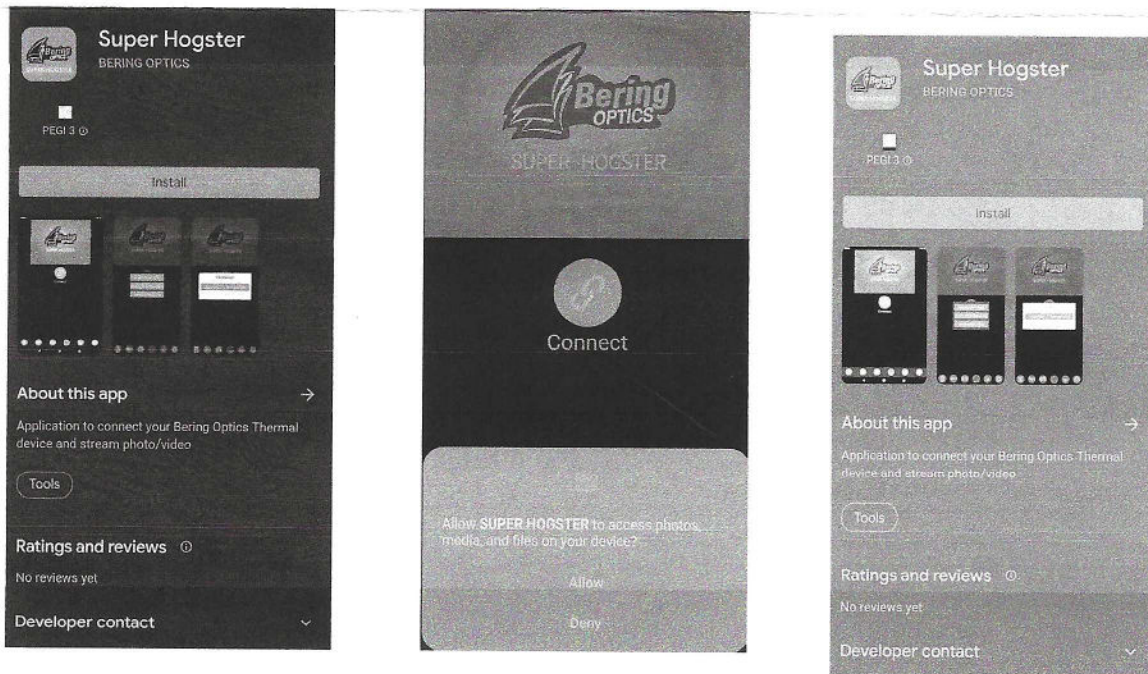 Bering
SUPER HOGSTER
Super Hogster
BERING OPTICS
PEGI 3
Install
About this app
Application to connect your Bering Optics Thermal
device and stream photo/video
Tools
Ratings and reviews
No reviews yet
Developer contact
Bering
OPTICS
SUPER HOGSTER
Connect
Allow SUPER HOGSTER to access photos,
media, and files on your device?
Allow
Deny
Bering
Super Hogster
BERING OPTICS
PEGI 3
Install
About this app
Application to connect your Bering Optics Thermal
device and stream photo/video
Tools
Ratings and reviews
No reviews yet
Developer contact